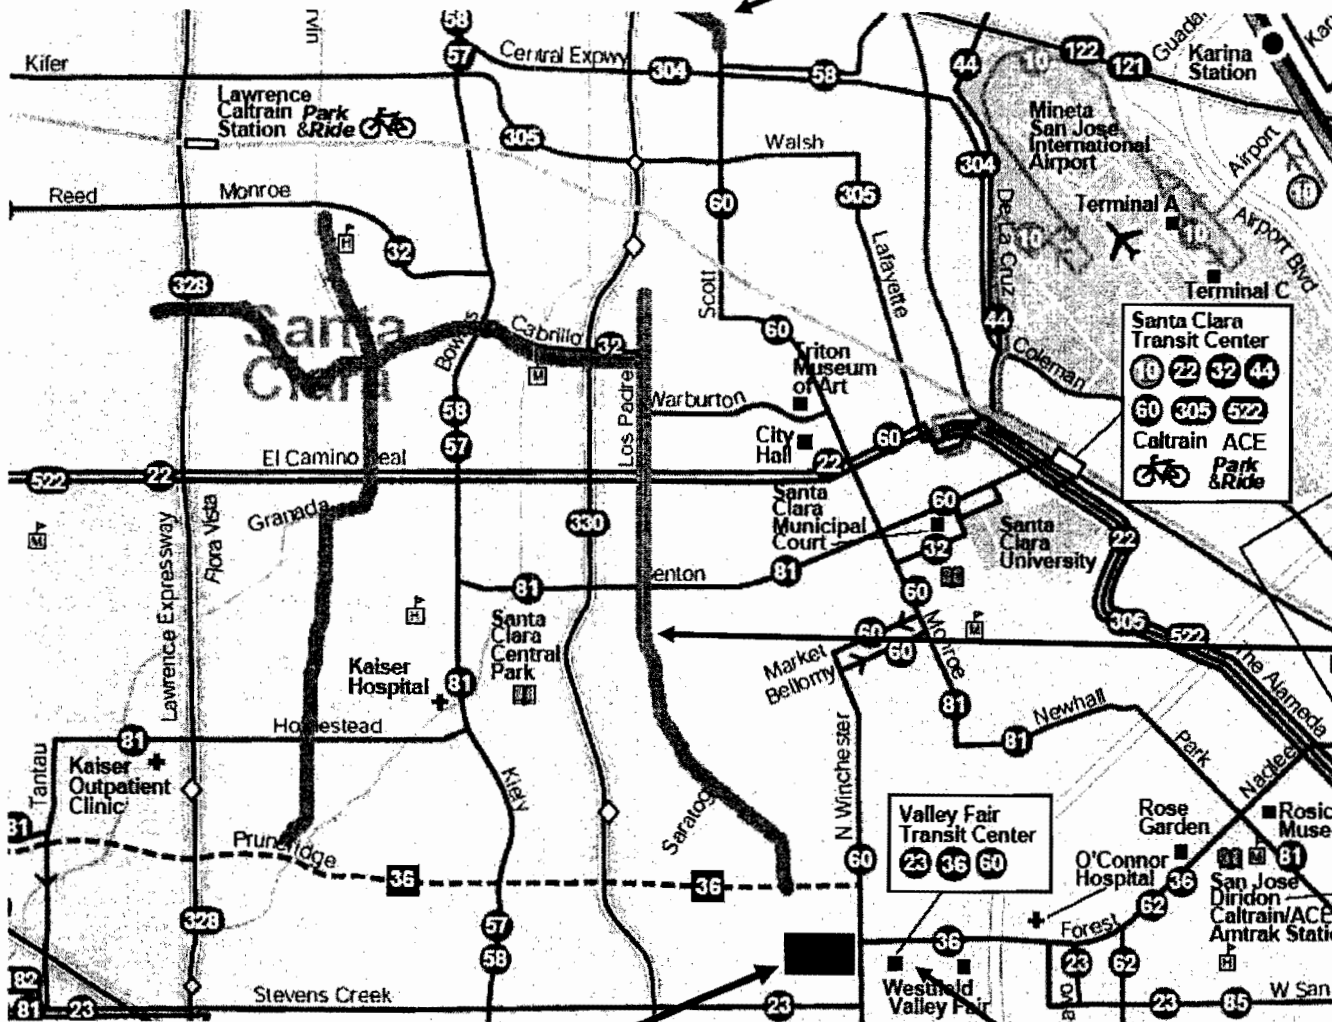 58
57
Kifer
rvin
Central Expwy
304
58
44
122
121
Guadal
Karina
Station
Lawrence
Caltrain Park
Station &Ride
305
Walsh
10
Mineta
San Jose
International
Airport
Airport
10
Reed
Monroe
60
305
304
Terminal A
10
10
Airport Blvd
32
328
Scott
Lafayette
De La Cruz
Terminal C
Santa
Clara
Bowers
Cabrillo
32
60
44
Coleman
Triton
Museum
of Art
Santa Clara
Transit Center
10 22 32 44
60 305 522
Caltrain ACE
Park
&Ride
58
57
Los Padres
Warburton
City
Hall
60
22
El Camino Real
522
22
Granada
Flora Vista
Lawrence Expressway
330
Santa
Clara
Municipal
Court
60
32
Santa
Clara
University
22
M
H
M
H
81
Benton
81
60
Santa
Clara
Central
Park
60
60
Market
Bellomy
Monroe
M
305
522
The Alameda
Kaiser
Hospital
81
81
Newhall
81
Homestead
Kaiser
Outpatient
Clinic
Tantau
Kiely
Saratoga
N Winchester
Park
Naglee
81
Pruneridge
36
36
60
Valley Fair
Transit Center
23 36 60
Rose
Garden
O'Connor
Hospital
36
62
M
81
San Jose
Diridon
Caltrain/ACE
Amtrak
H
328
57
58
36
Forest
23
62
Westfield
Valley Fair
82
81
23
Stevens Creek
23
23
85
W San